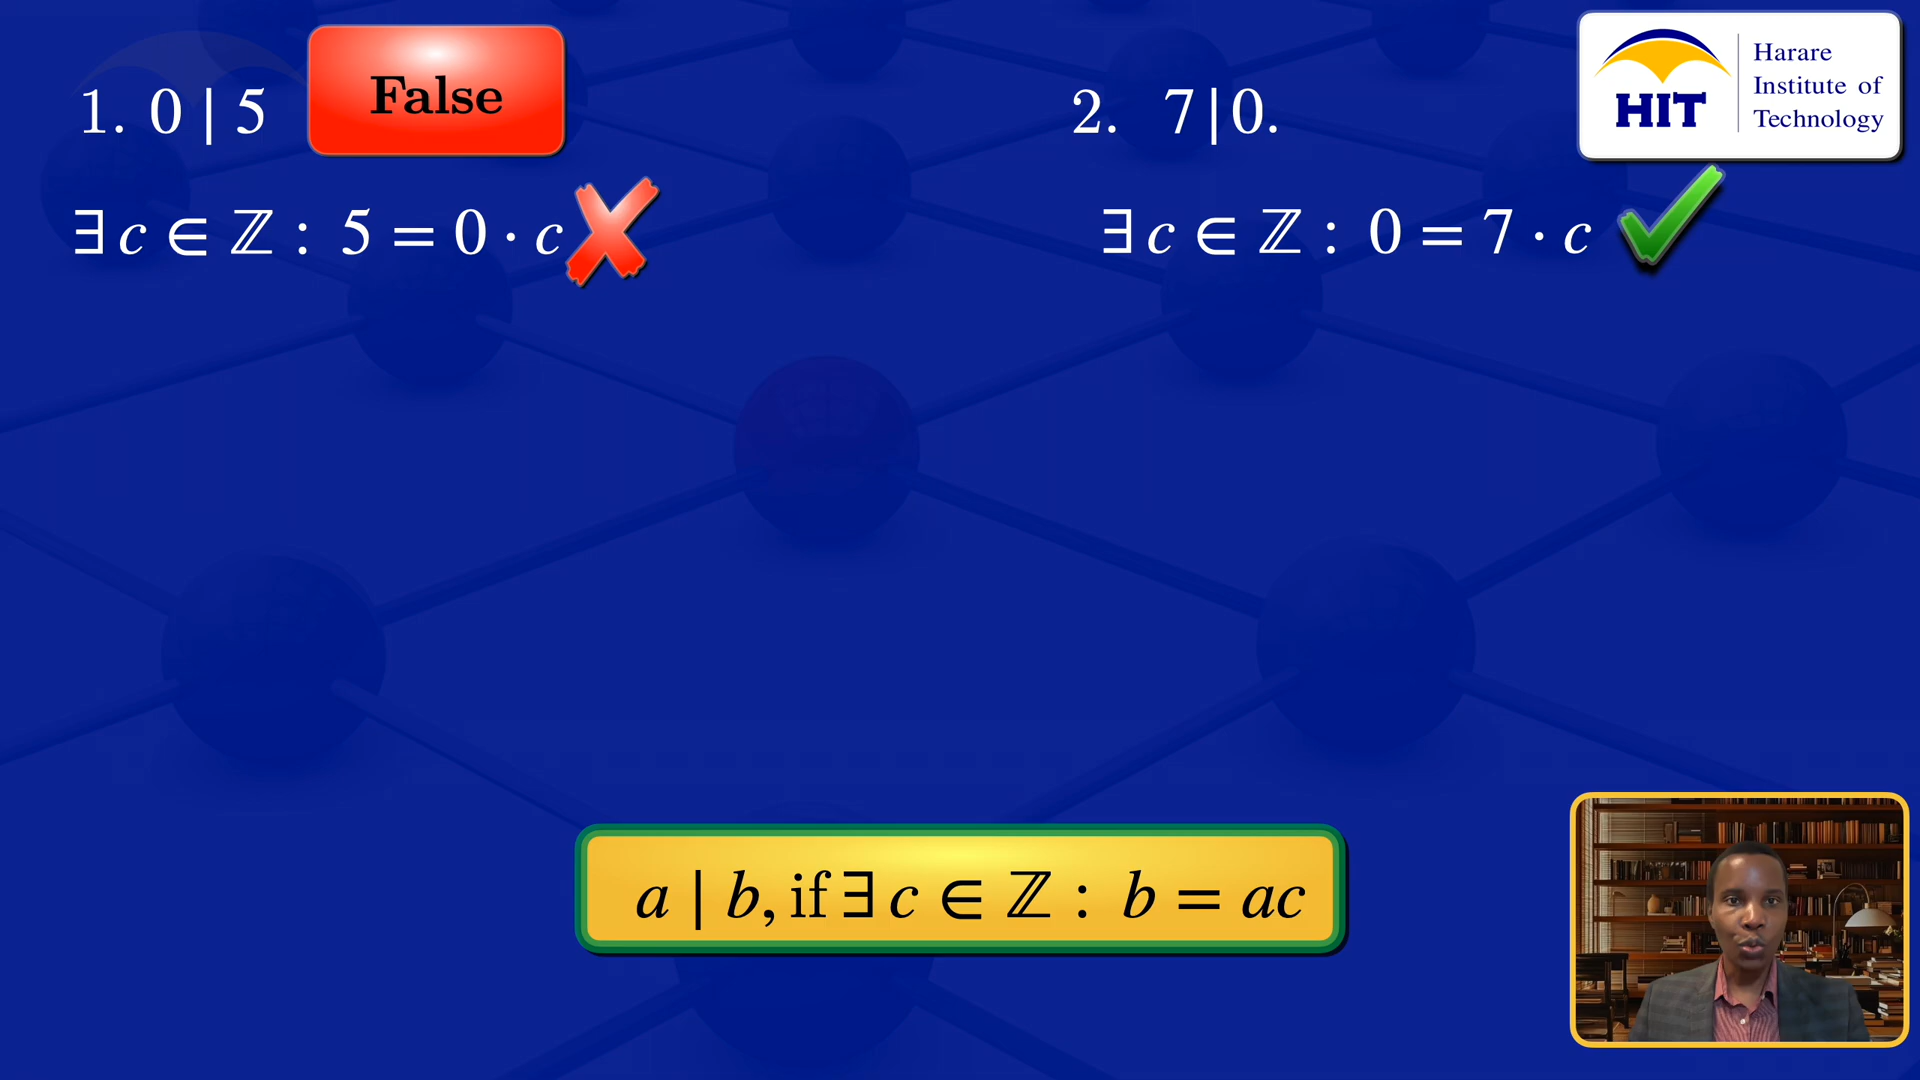 1. 0 | 5
False
∃ c ∈ ℤ : 5 = 0 · c
2. 7 | 0.
∃ c ∈ ℤ : 0 = 7 · c
HIT
Harare
Institute of
Technology
a | b, if ∃ c ∈ ℤ : b = ac